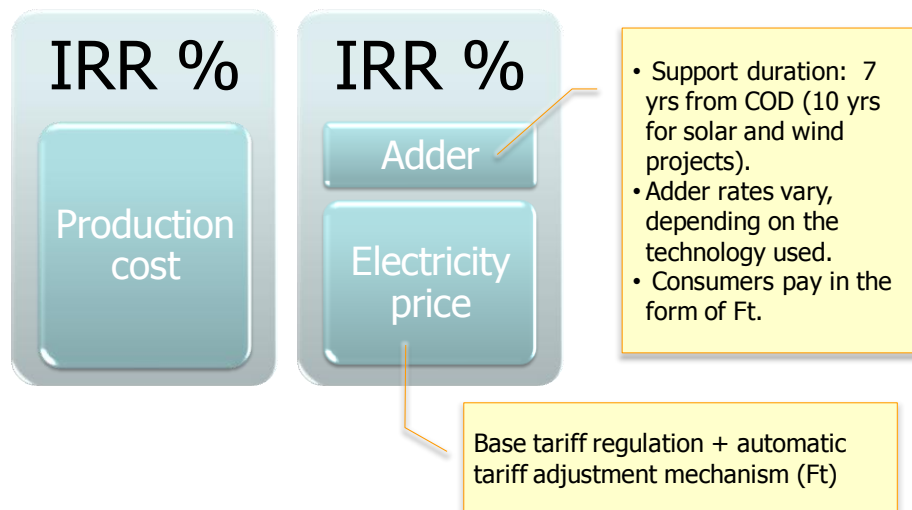 IRR %
Production
cost
IRR %
Adder
Electricity
price
• Support duration: 7
yrs from COD (10 yrs
for solar and wind
projects).
• Adder rates vary,
depending on the
technology used.
• Consumers pay in the
form of Ft.
Base tariff regulation + automatic
tariff adjustment mechanism (Ft)